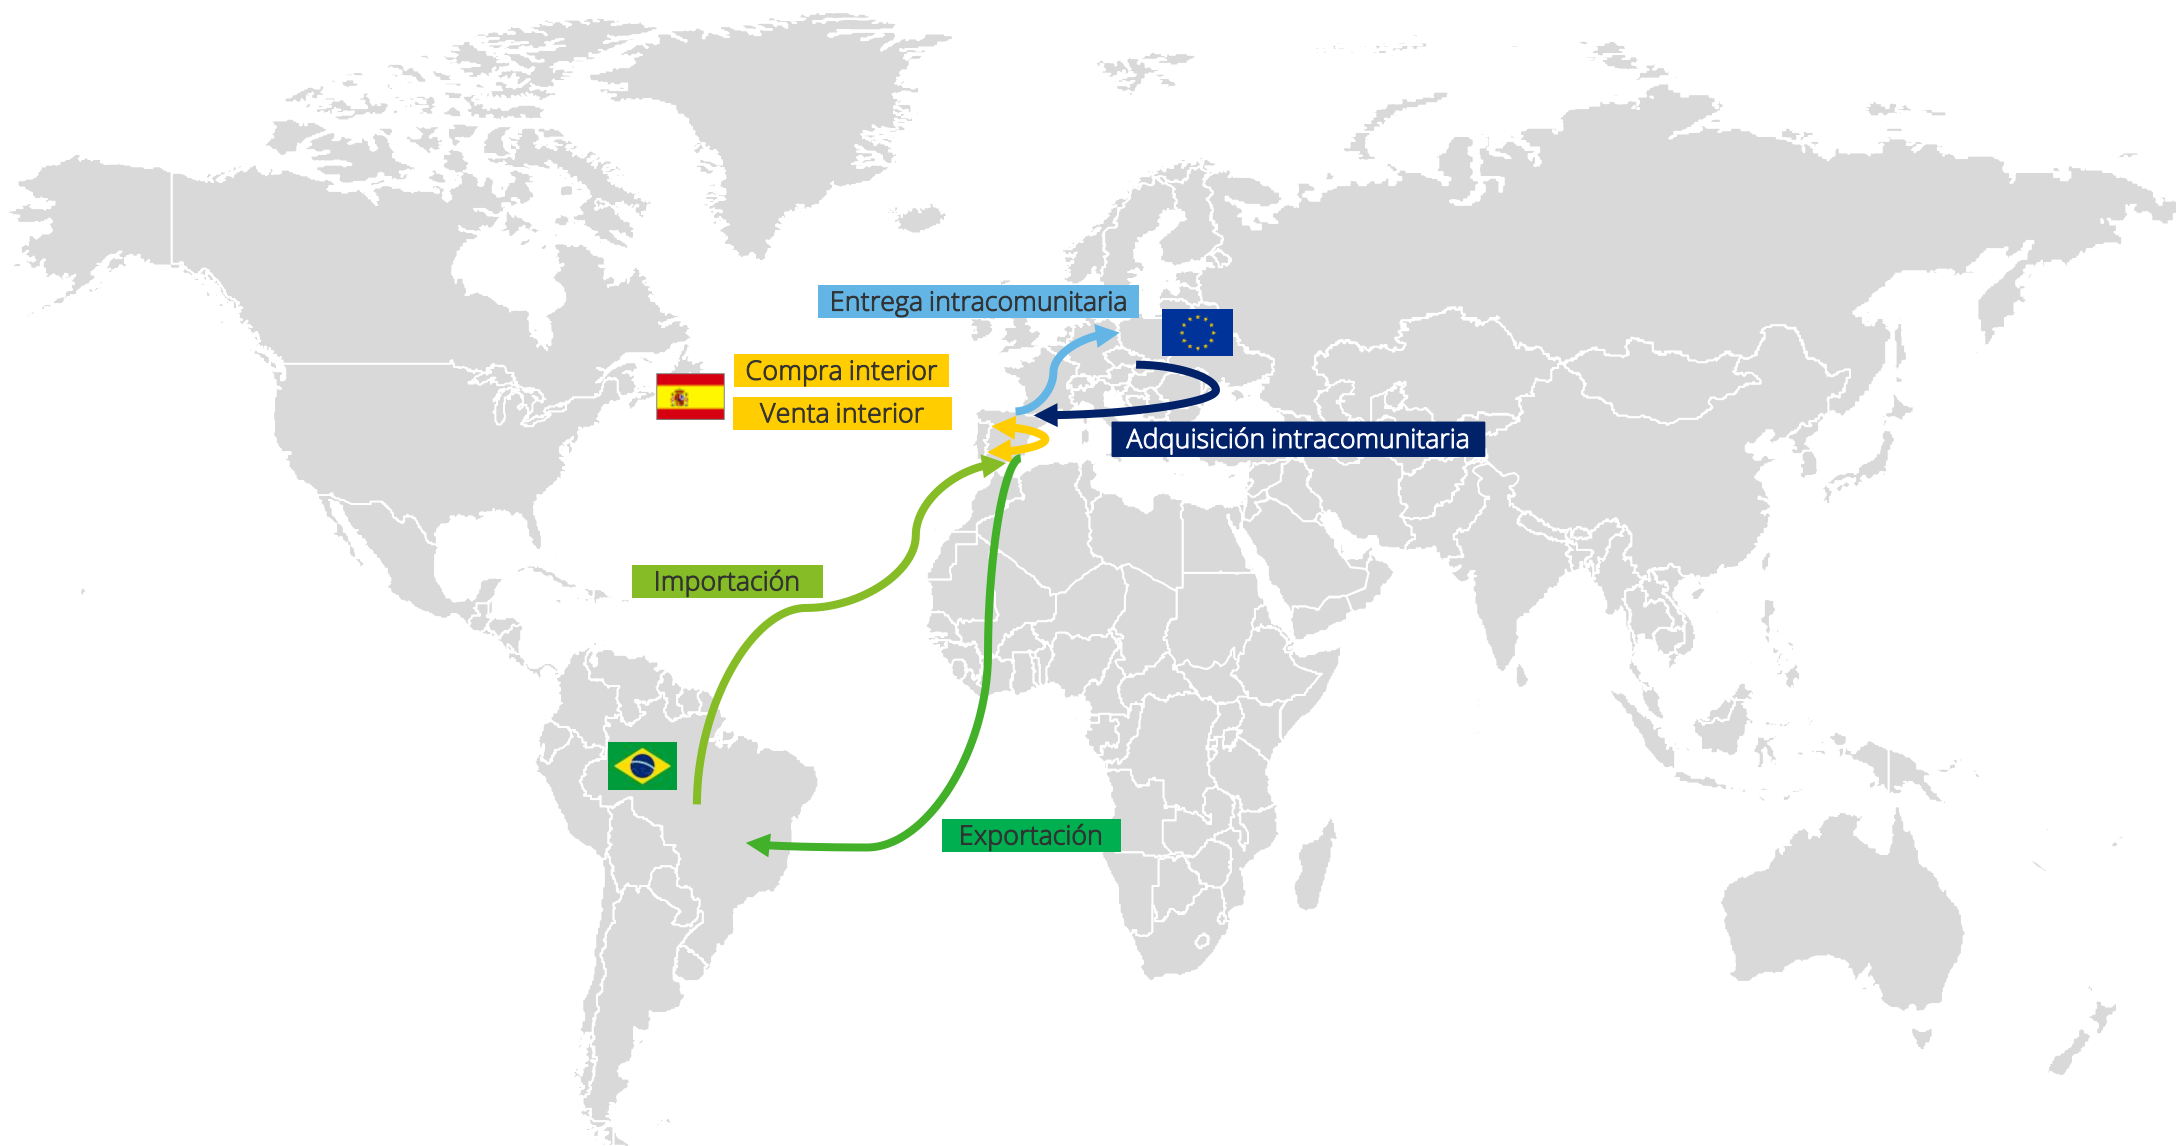 Entrega intracomunitaria
Compra interior
Venta interior
Adquisición intracomunitaria
Importación
Exportación